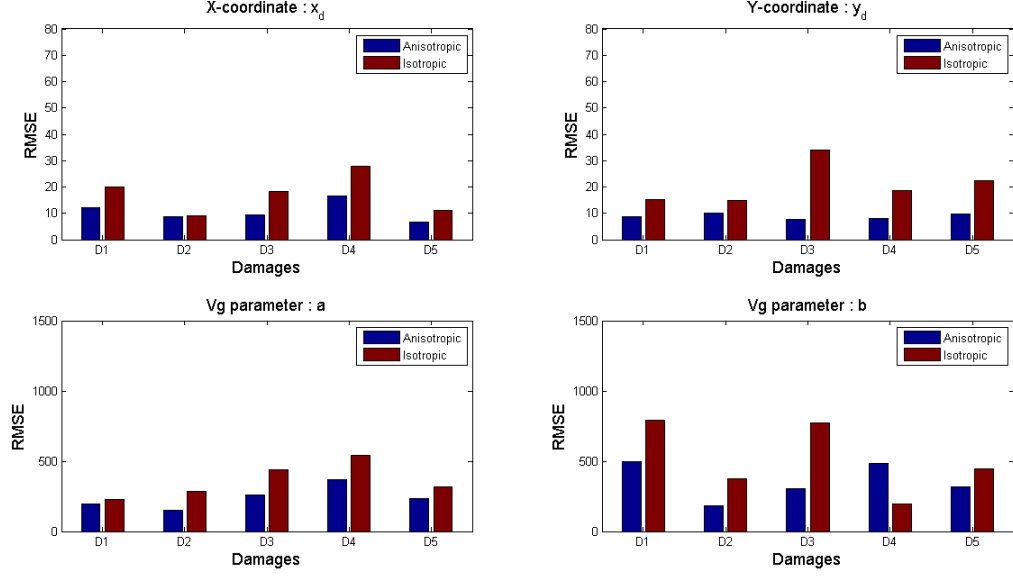 X-coordinate : x_d
80
70
60
50
40
30
20
10
0
RMSE
Anisotropic
Isotropic
D1 D2 D3 D4 D5
Damages
Y-coordinate : y_d
80
70
60
50
40
30
20
10
0
RMSE
Anisotropic
Isotropic
D1 D2 D3 D4 D5
Damages
Vg parameter : a
1500
1000
500
0
RMSE
Anisotropic
Isotropic
D1 D2 D3 D4 D5
Damages
Vg parameter : b
1500
1000
500
0
RMSE
Anisotropic
Isotropic
D1 D2 D3 D4 D5
Damages